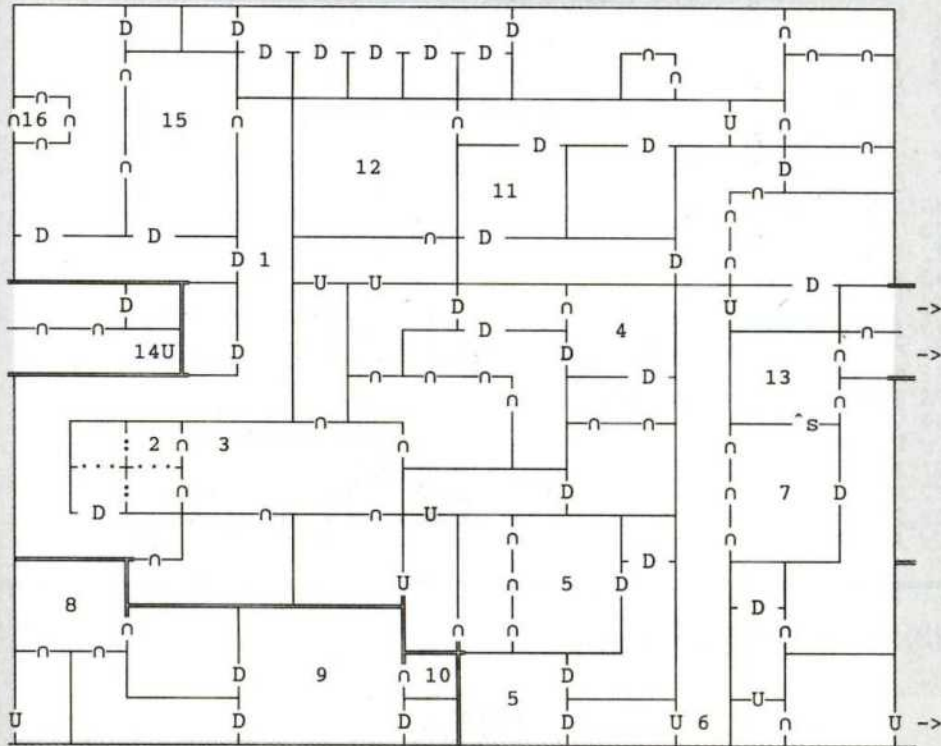 D D D ∩
D D D D D ∩ ∩ ∩
∩ ∩
∩
∩16 ∩ 15 ∩ ∩ U ∩
∩ D D ∩
∩ 12 D
11 ∩
∩
D D ∩ D
D 1 D ∩
U U D
D D ∩ U ->
∩ ∩ D 4 ∩
14U D D ∩ ->
∩ ∩ ∩ D 13
∩ ∩
∩ ∩ ∩ ^s
2 ∩ 3 ∩ ∩
∩ D ∩ 7 D
D ∩ ∩ U
∩ ∩
∩ D
U ∩ 5 D
8 D
∩ ∩ ∩ ∩
∩ ∩
D 9 ∩ 10 D
5 U
U D D D U 6 ∩ U ->